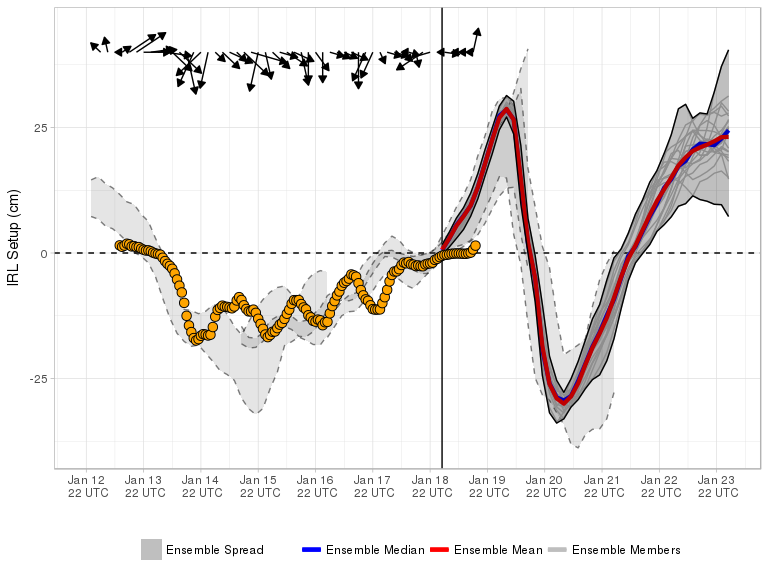 IRL Setup (cm)
25
0
-25
Jan 12 Jan 13 Jan 14 Jan 15 Jan 16 Jan 17 Jan 18 Jan 19 Jan 20 Jan 21 Jan 22 Jan 23
22 UTC 22 UTC 22 UTC 22 UTC 22 UTC 22 UTC 22 UTC 22 UTC 22 UTC 22 UTC 22 UTC 22 UTC
Ensemble Spread Ensemble Median Ensemble Mean Ensemble Members